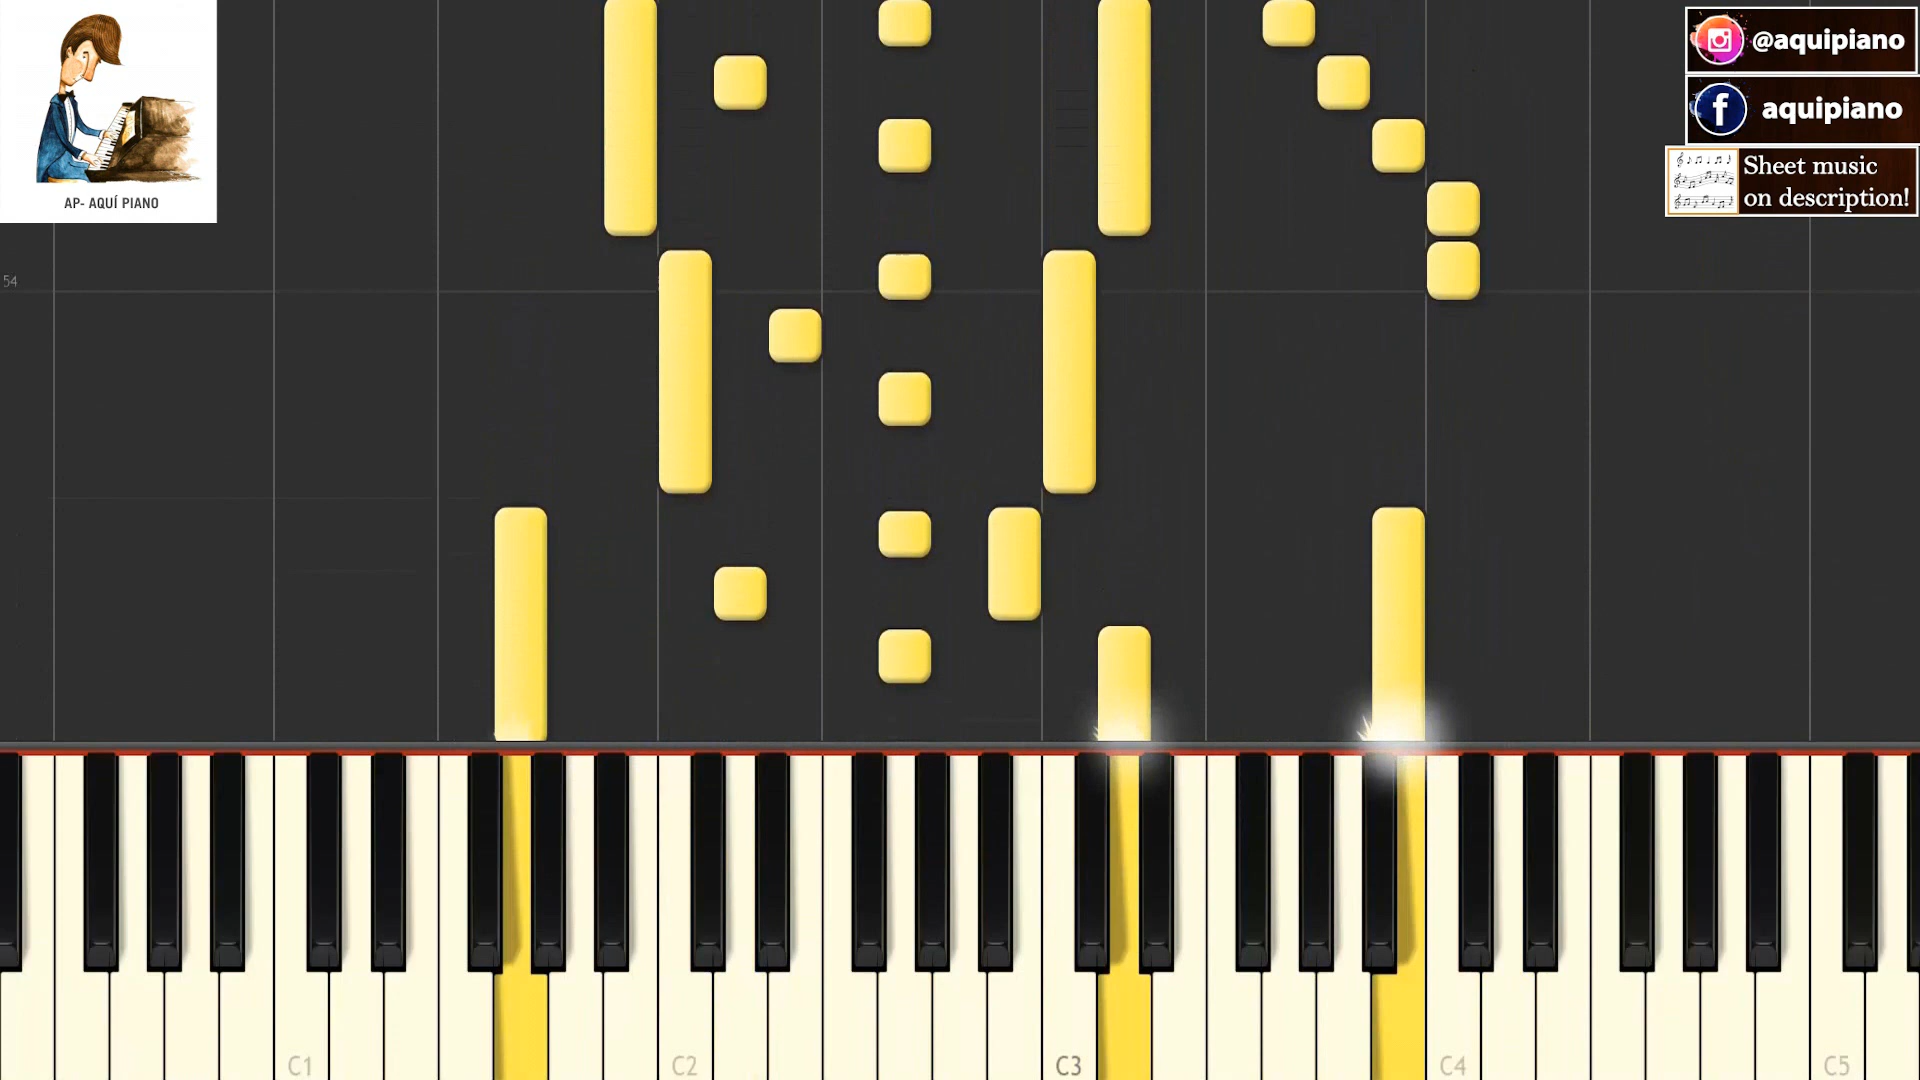 AP- AQUÍ PIANO
@aquipiano
f aquipiano
Sheet music
on description!
54
C1
C2
C3
C4
C5